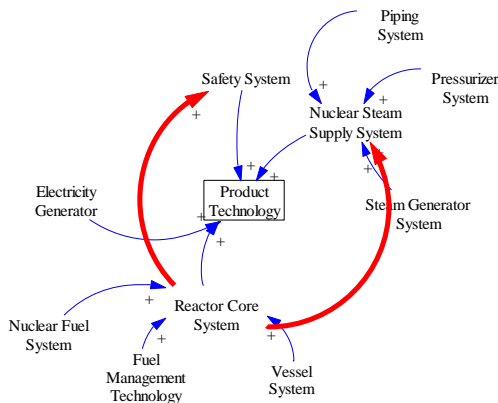 Piping
System
Safety System
Pressurizer
System
Nuclear Steam
Supply System
+
+
+
+
+
+
+
Electricity
Generator
Product
Technology
Steam Generator
System
+
+
Reactor Core
System
+
+
+
Nuclear Fuel
System
Fuel
Management
Technology
Vessel
System